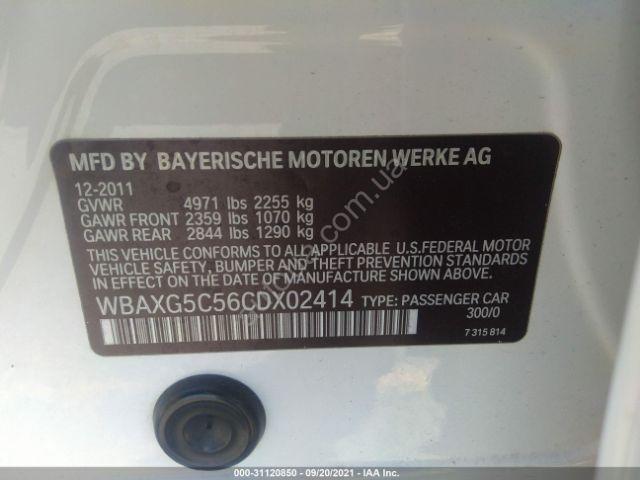 MFD BY BAYERISCHE MOTOREN WERKE AG
12-2011
GVWR 4971 lbs 2255 kg
GAWR FRONT 2359 lbs 1070 kg
GAWR REAR 2844 lbs 1290 kg
THIS VEHICLE CONFORMS TO ALL APPLICABLE U.S.FEDERAL MOTOR
VEHICLE SAFETY, BUMPER AND THEFT PREVENTION STANDARDS
IN EFFECT ON THE DATE OF MANUFACTURE SHOWN ABOVE.
WBAXG5C56CDX02414 TYPE: PASSENGER CAR
300/0
7 315 814
000-31120850 - 09/20/2021 - IAA Inc.